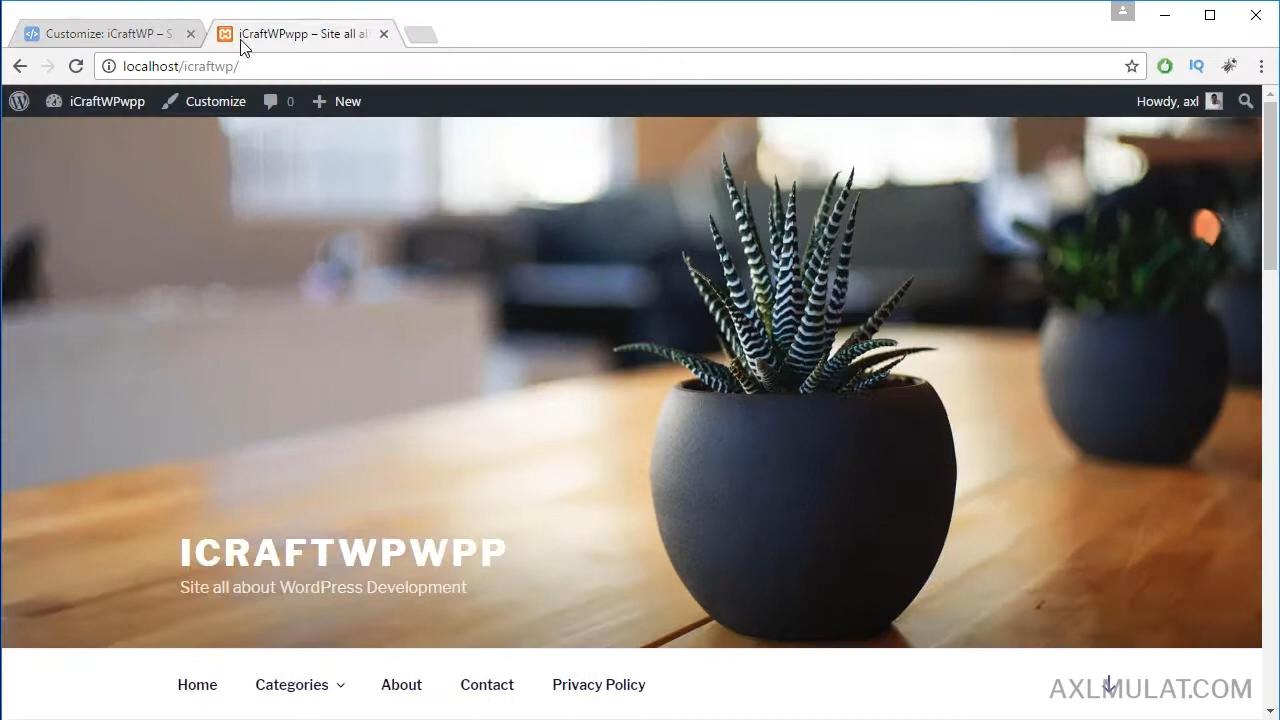 Customize: iCraftWP – S
iCraftWPwpp – Site all al
localhost/icraftwp/
IQ
iCraftWPwpp
Customize
0
New
Howdy, axl
ICRAFTWPWPP
Site all about WordPress Development
Home
Categories
About
Contact
Privacy Policy
AXLMULAT.COM